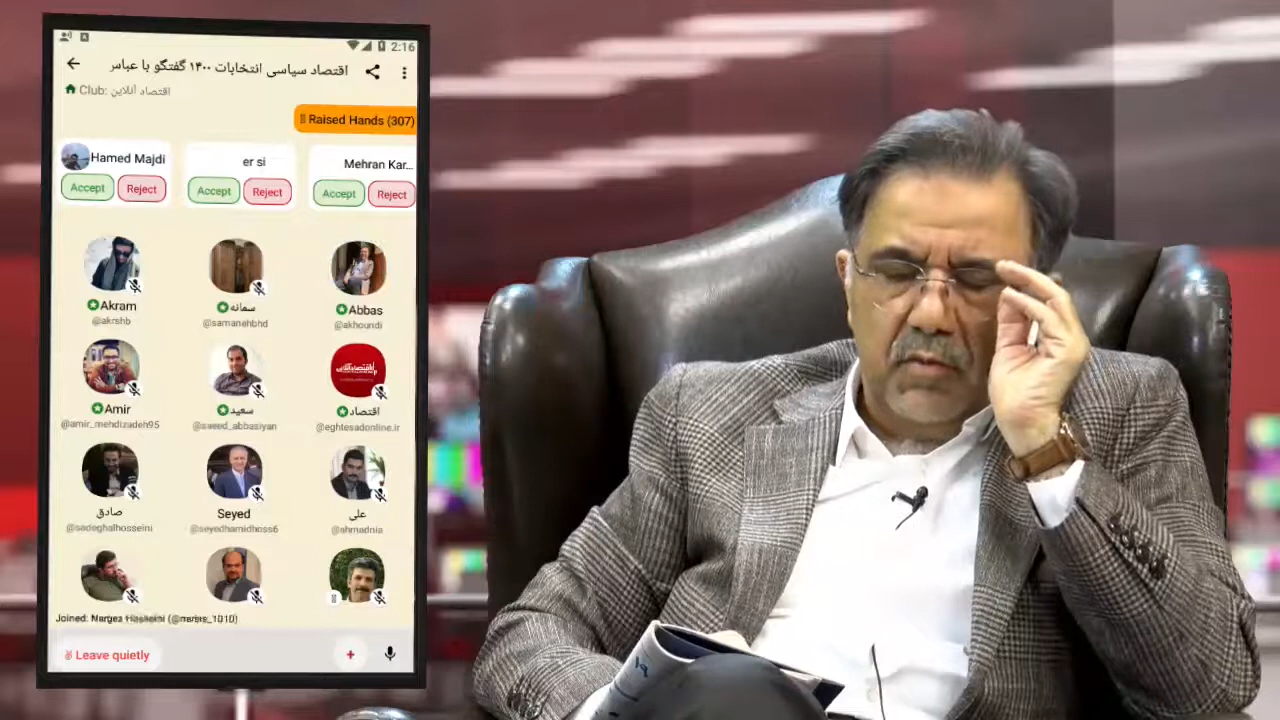 2:16
اقتصاد سیاسی انتخابات ۱۴۰۰ گفتگو با عباس
Club: اقتصاد آنلاین
Raised Hands (307)
Hamed Majdi
er si
Mehran Kar...
Accept Reject
Accept Reject
Accept Reject
Akram
سمانه
Abbas
@akrshb
@samanehbhd
@akhoundi
اقتصادآنلاین
Amir
سعید
اقتصاد
@amir_mehdizadeh95
@saeed_abbasiyan
@eghtesadonline.ir
صادق
Seyed
علی
@sadeghalhosseini
@seyedhamidhoss6
@ahmadnia
Joined:
Leave quietly